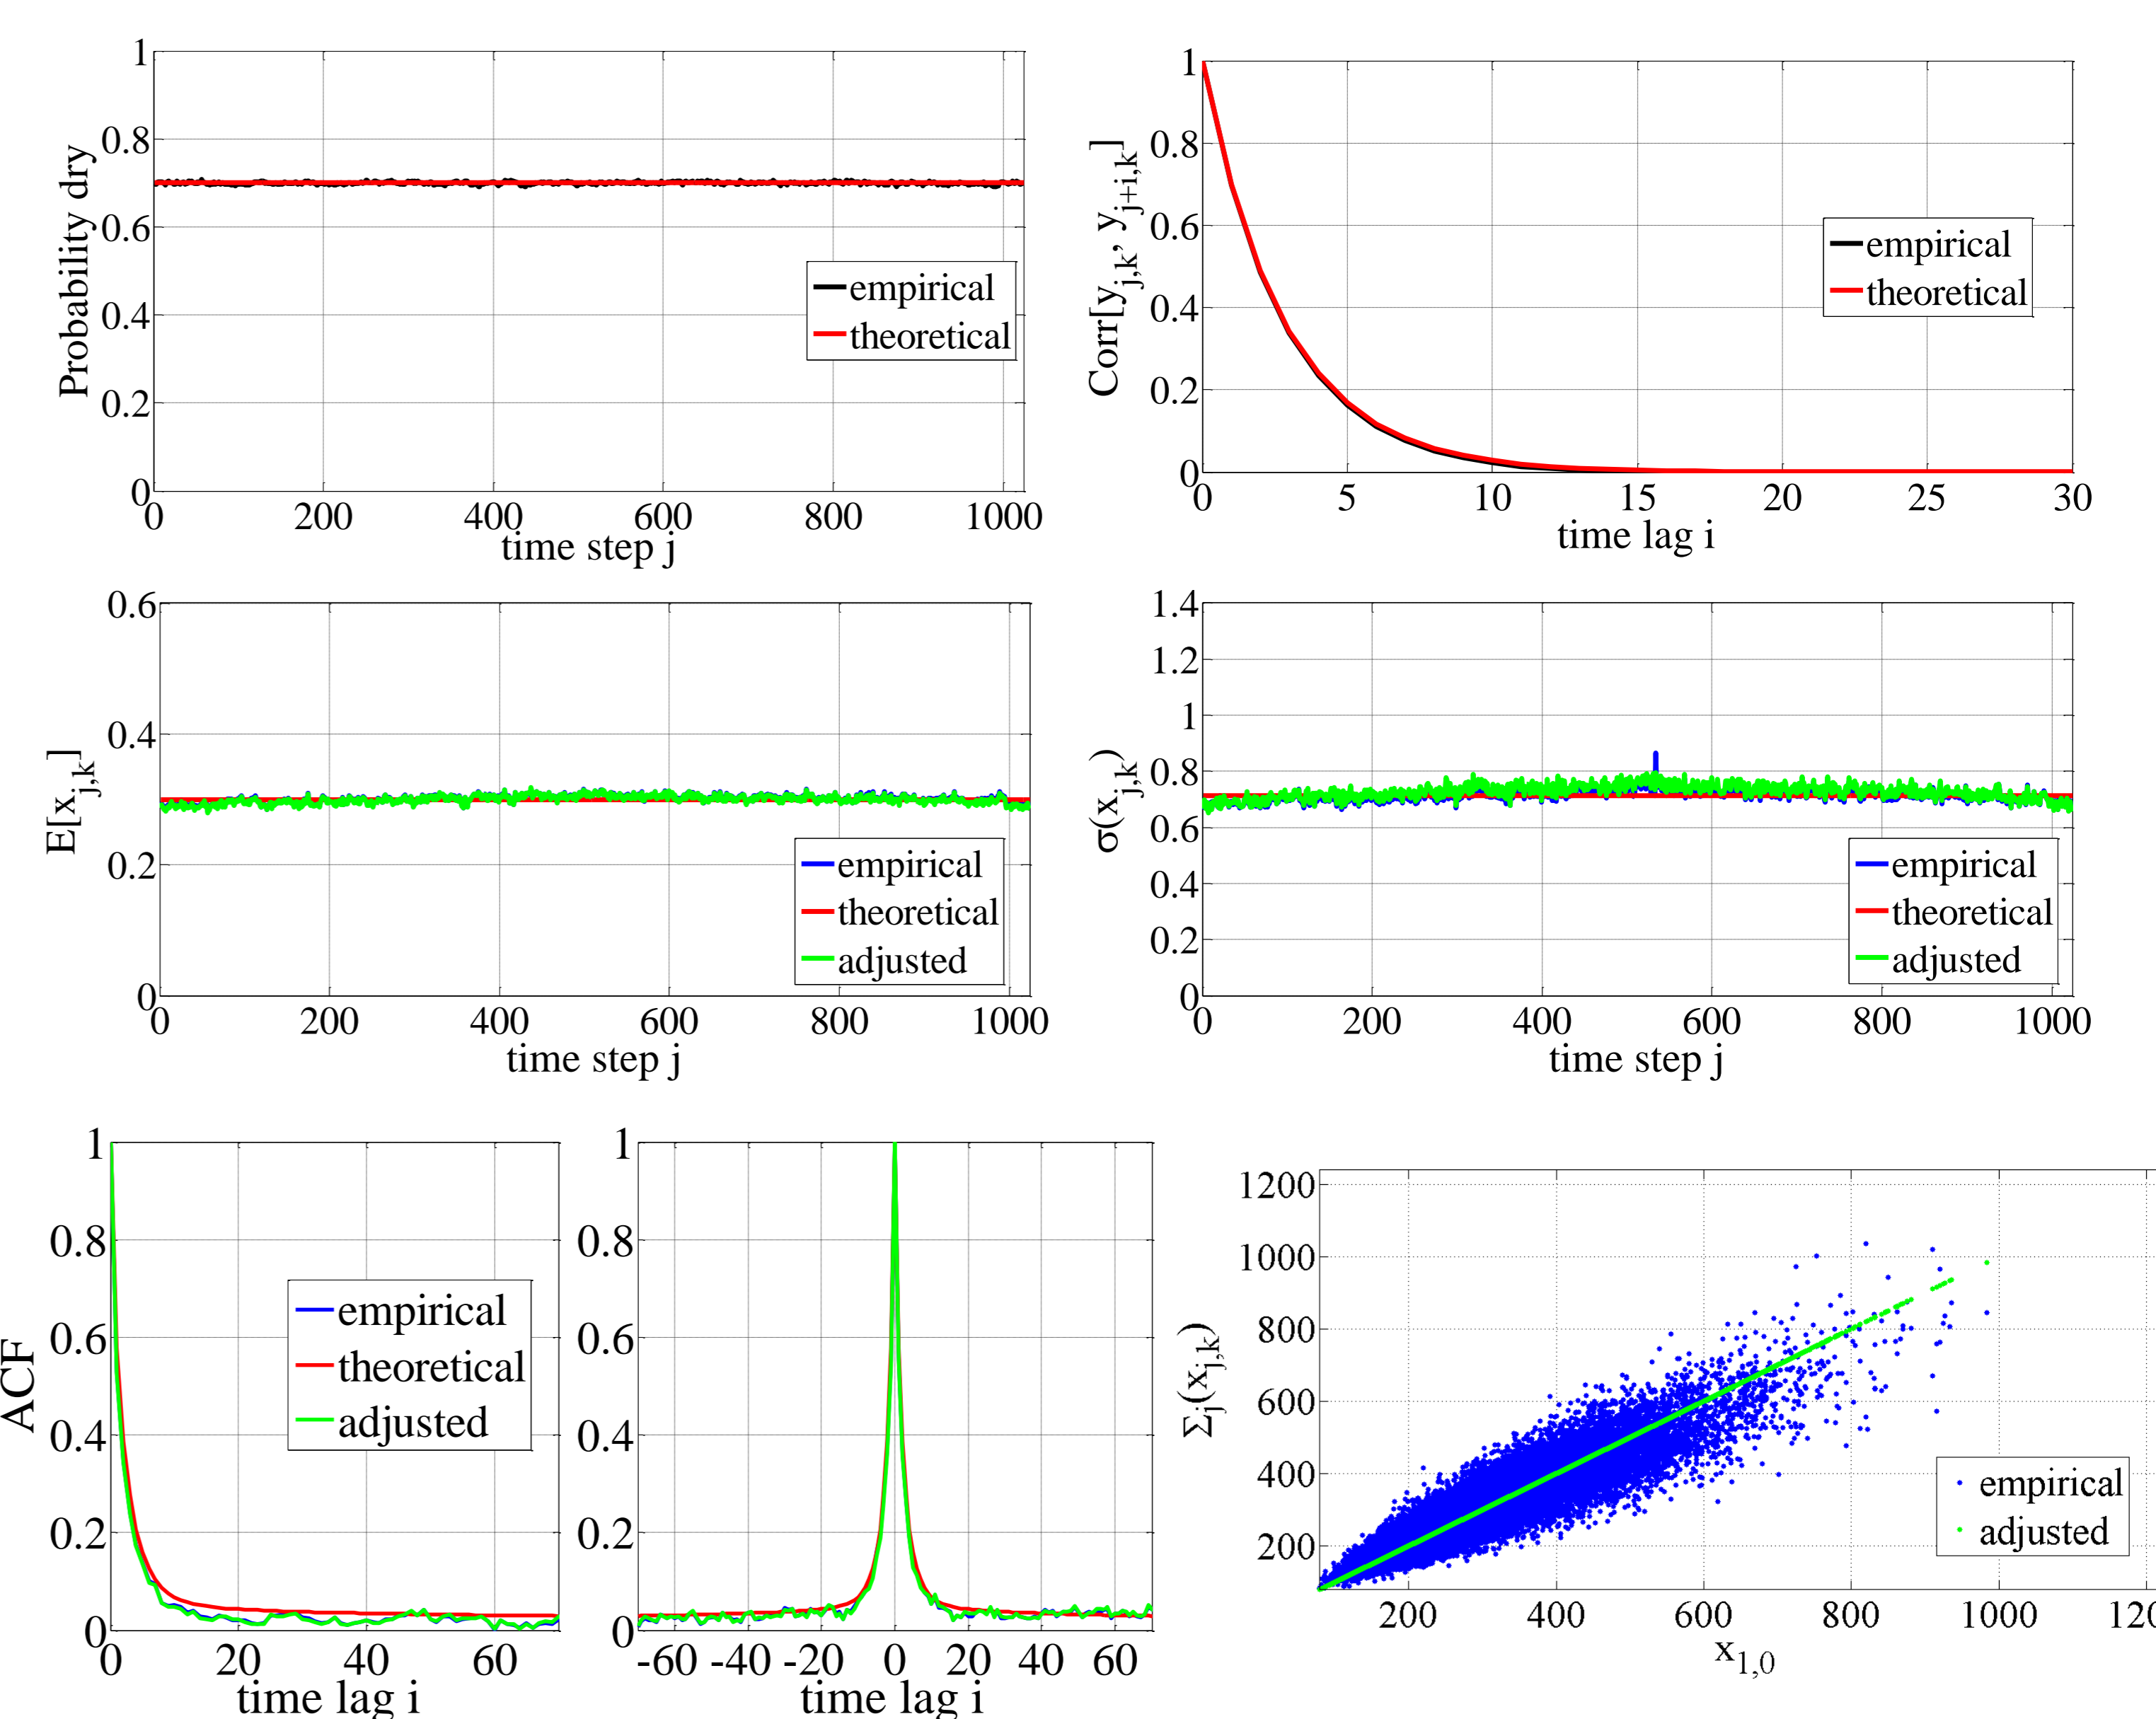 Probability dry
1
0.8
0.6
0.4
0.2
0
0 200 400 600 800 1000
time step j
empirical
theoretical
Corr[y_{j,k}, y_{j+i,k}]
1
0.8
0.6
0.4
0.2
0
0 5 10 15 20 25 30
time lag i
empirical
theoretical
E[x_{j,k}]
0.6
0.4
0.2
0
0 200 400 600 800 1000
time step j
empirical
theoretical
adjusted
σ(x_{j,k})
1.4
1.2
1
0.8
0.6
0.4
0.2
0
0 200 400 600 800 1000
time step j
empirical
theoretical
adjusted
ACF
1
0.8
0.6
0.4
0.2
0
0 20 40 60
time lag i
empirical
theoretical
adjusted
1
0.8
0.6
0.4
0.2
0
-60 -40 -20 0 20 40 60
time lag i
Σ_j(x_{j,k})
1200
1000
800
600
400
200
200 400 600 800 1000 120
x_{1,0}
empirical
adjusted